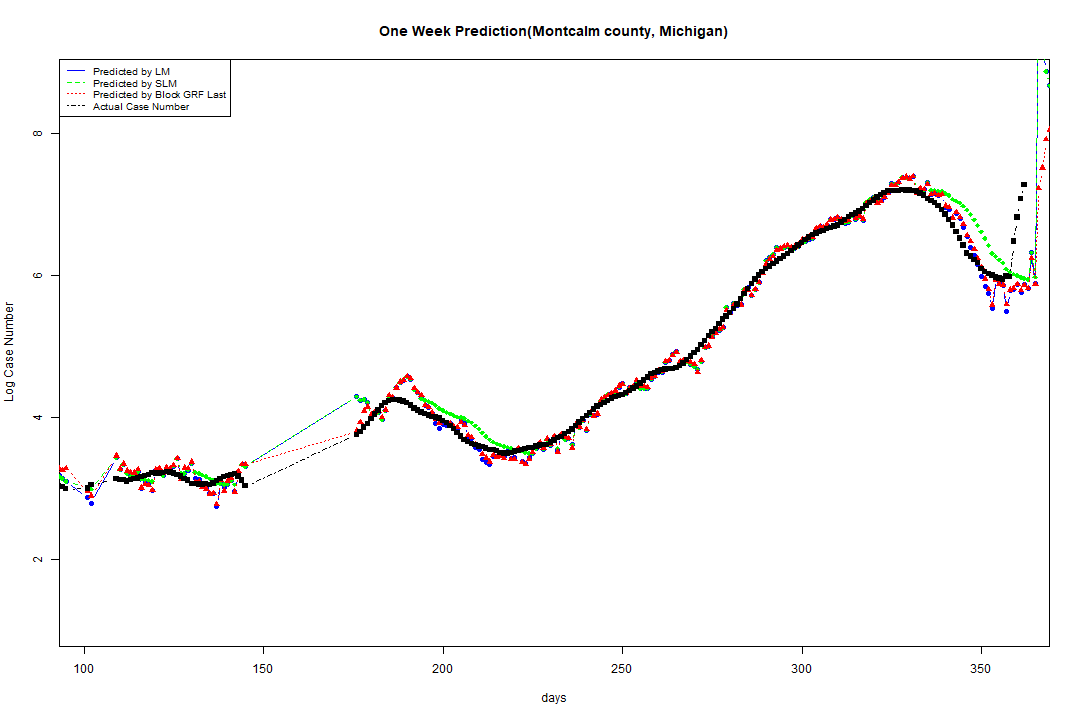 One Week Prediction(Montcalm county, Michigan)
Predicted by LM
Predicted by SLM
Predicted by Block GRF Last
Actual Case Number
Log Case Number
8
6
4
2
100 150 200 250 300 350
days